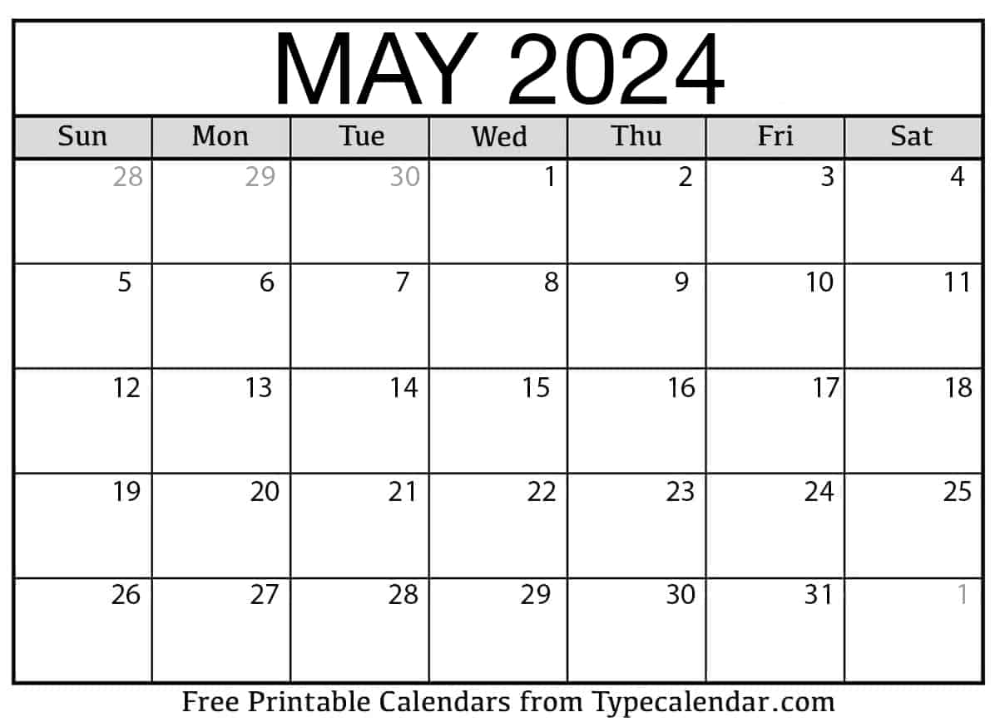 MAY 2024
Sun Mon Tue Wed Thu Fri Sat
28 29 30 1 2 3 4
5 6 7 8 9 10 11
12 13 14 15 16 17 18
19 20 21 22 23 24 25
26 27 28 29 30 31 1
Free Printable Calendars from Typecalendar.com